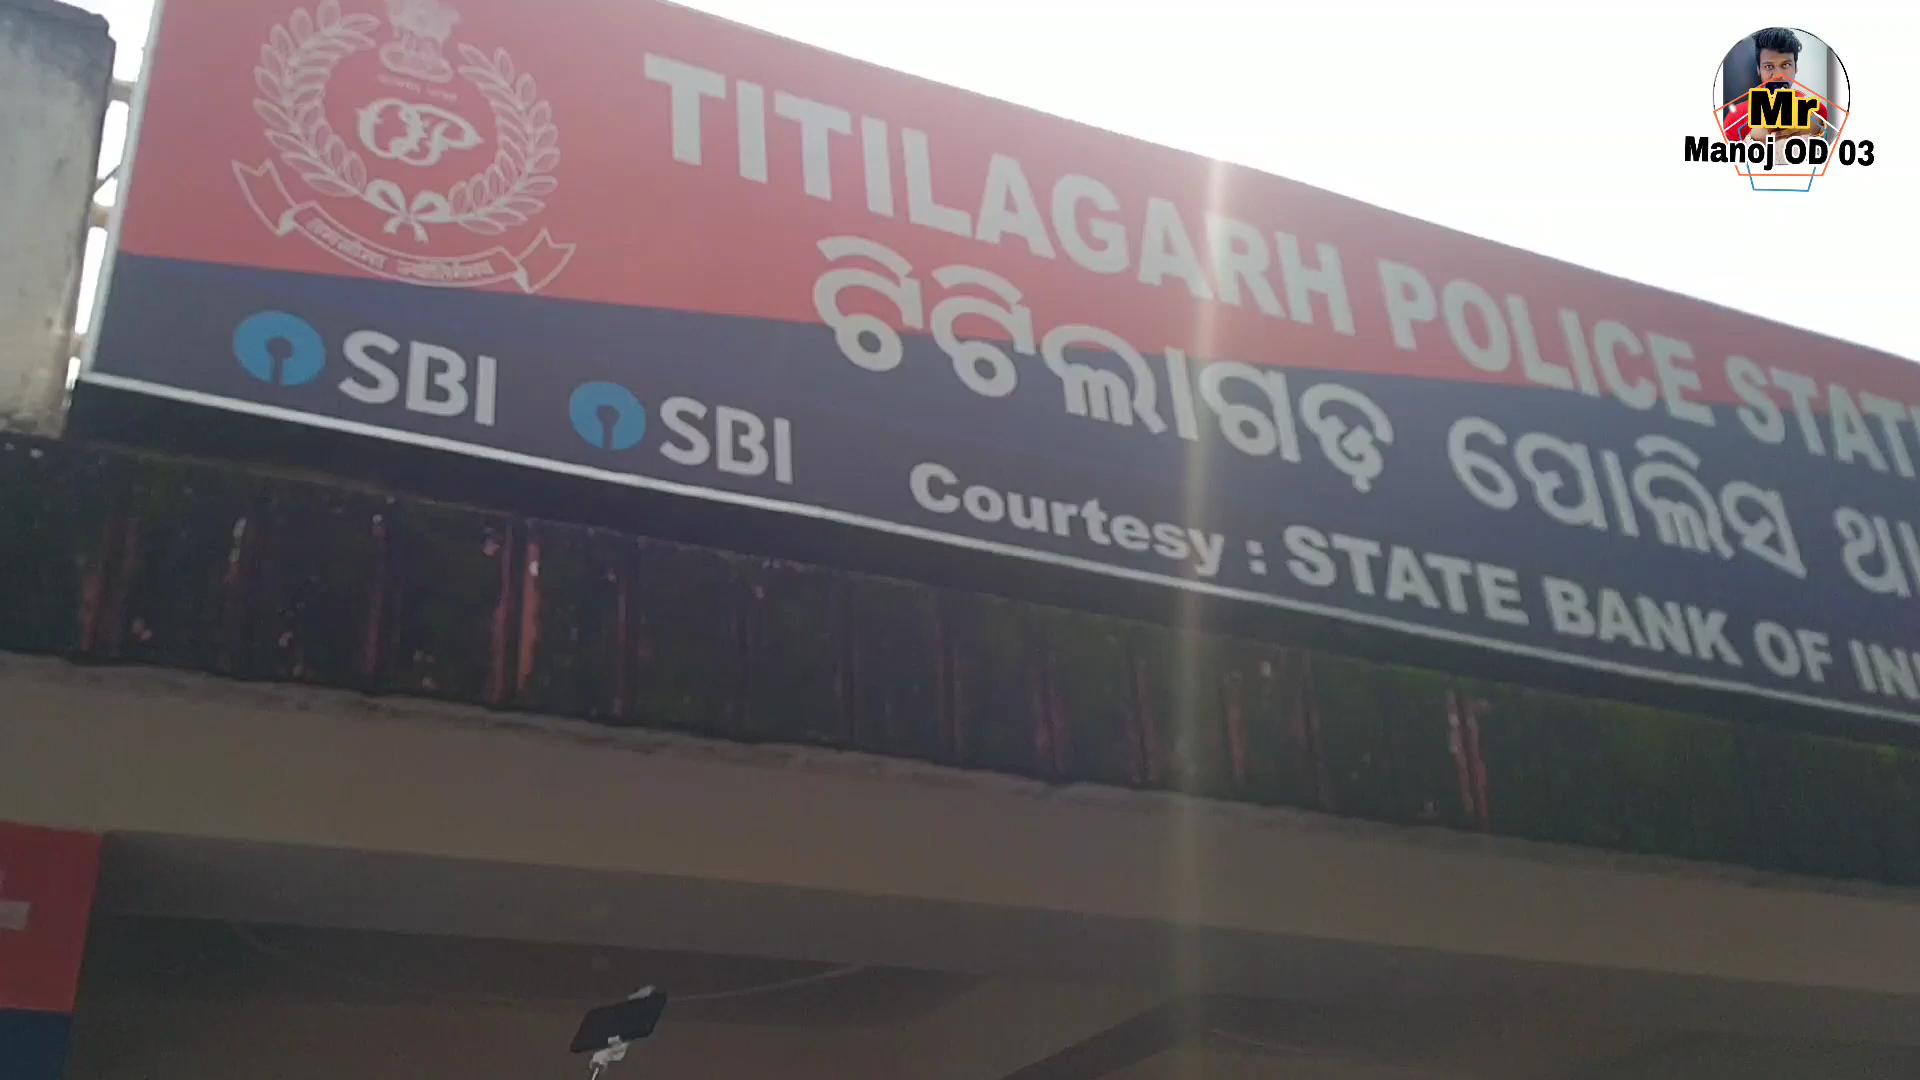 TITILAGARH POLICE STATI
ଟିଟିଲାଗଡ଼ ପୋଲିସ ଥା
SBI SBI
Courtesy : STATE BANK OF IN
Mr
Manoj OD 03